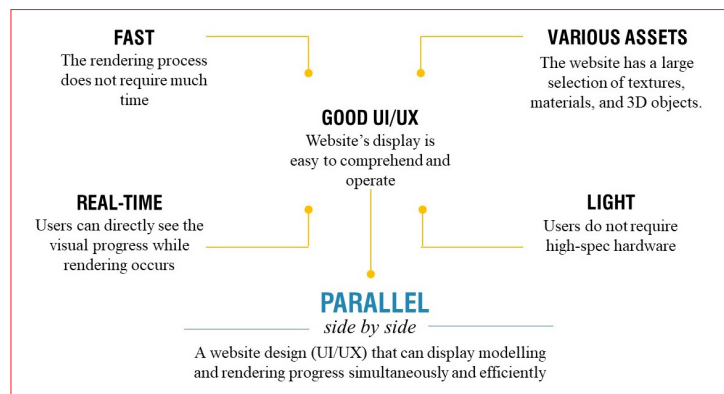 FAST
The rendering process
does not require much
time
VARIOUS ASSETS
The website has a large
selection of textures,
materials, and 3D objects.
GOOD UI/UX
Website's display is
easy to comprehend and
operate
REAL-TIME
Users can directly see the
visual progress while
rendering occurs
LIGHT
Users do not require
high-spec hardware
PARALLEL
side by side
A website design (UI/UX) that can display modelling
and rendering progress simultaneously and efficiently